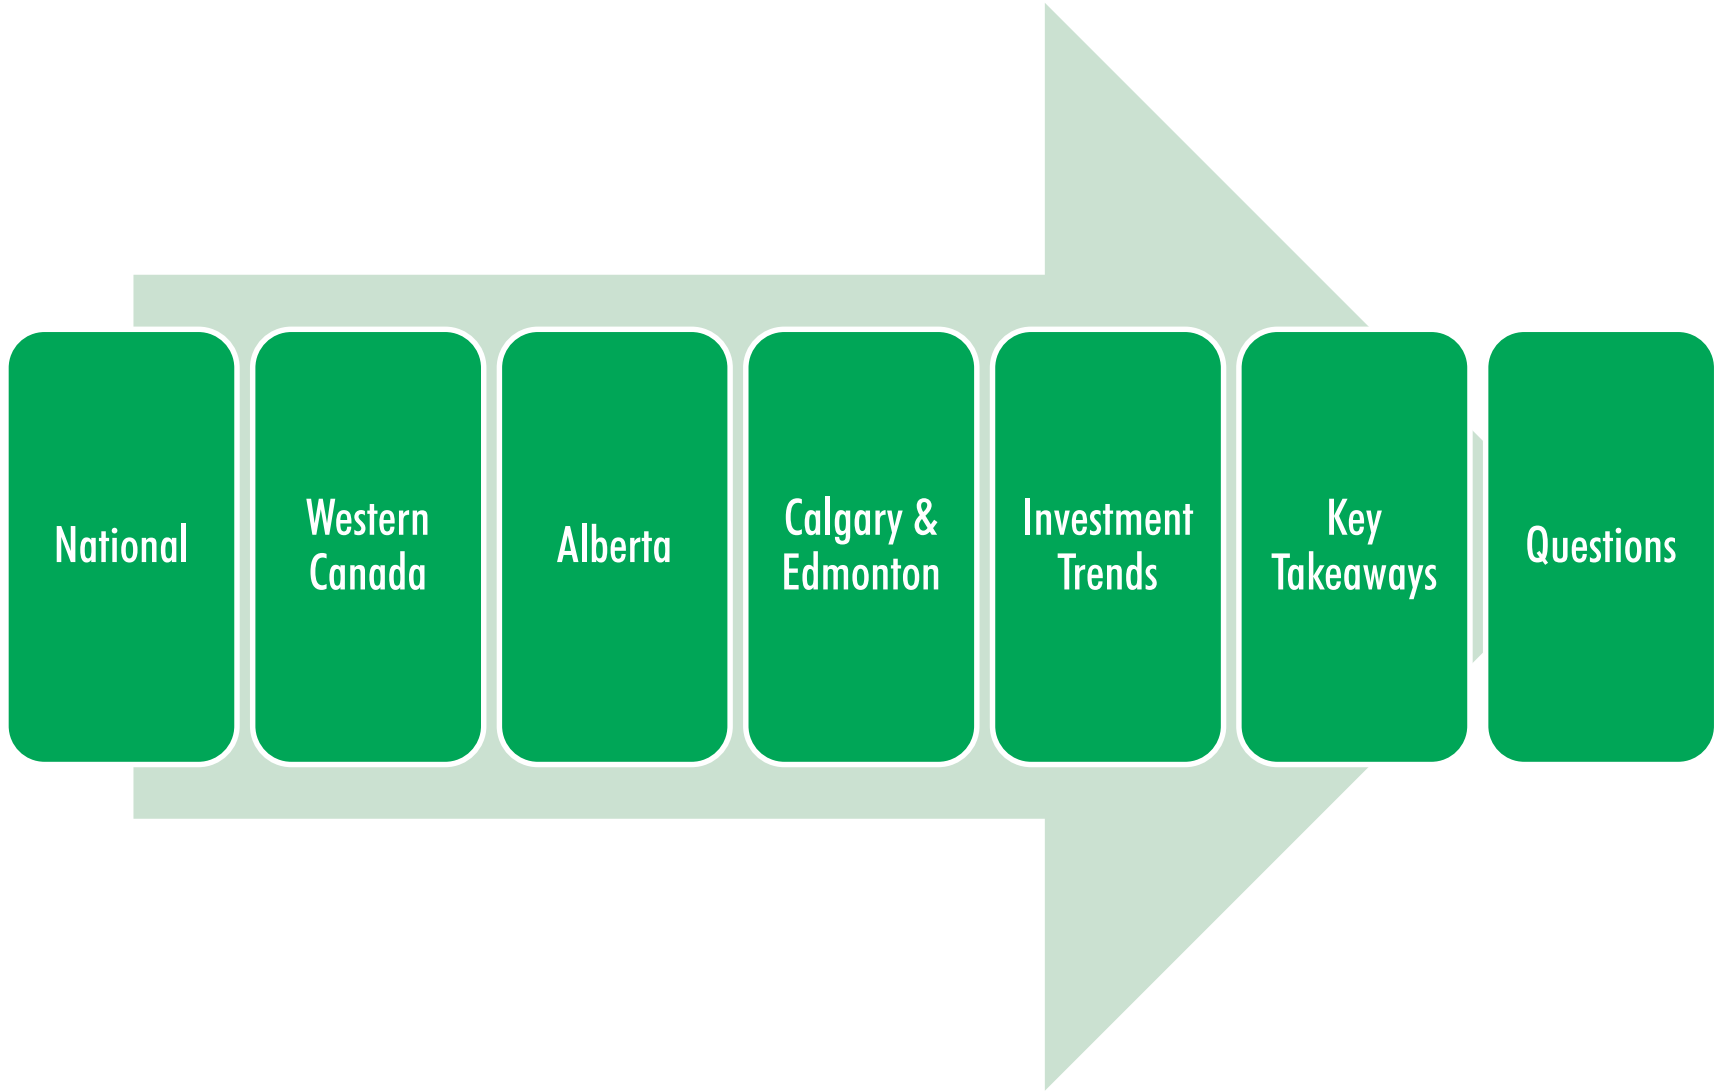 National
Western
Canada
Alberta
Calgary &
Edmonton
Investment
Trends
Key
Takeaways
Questions